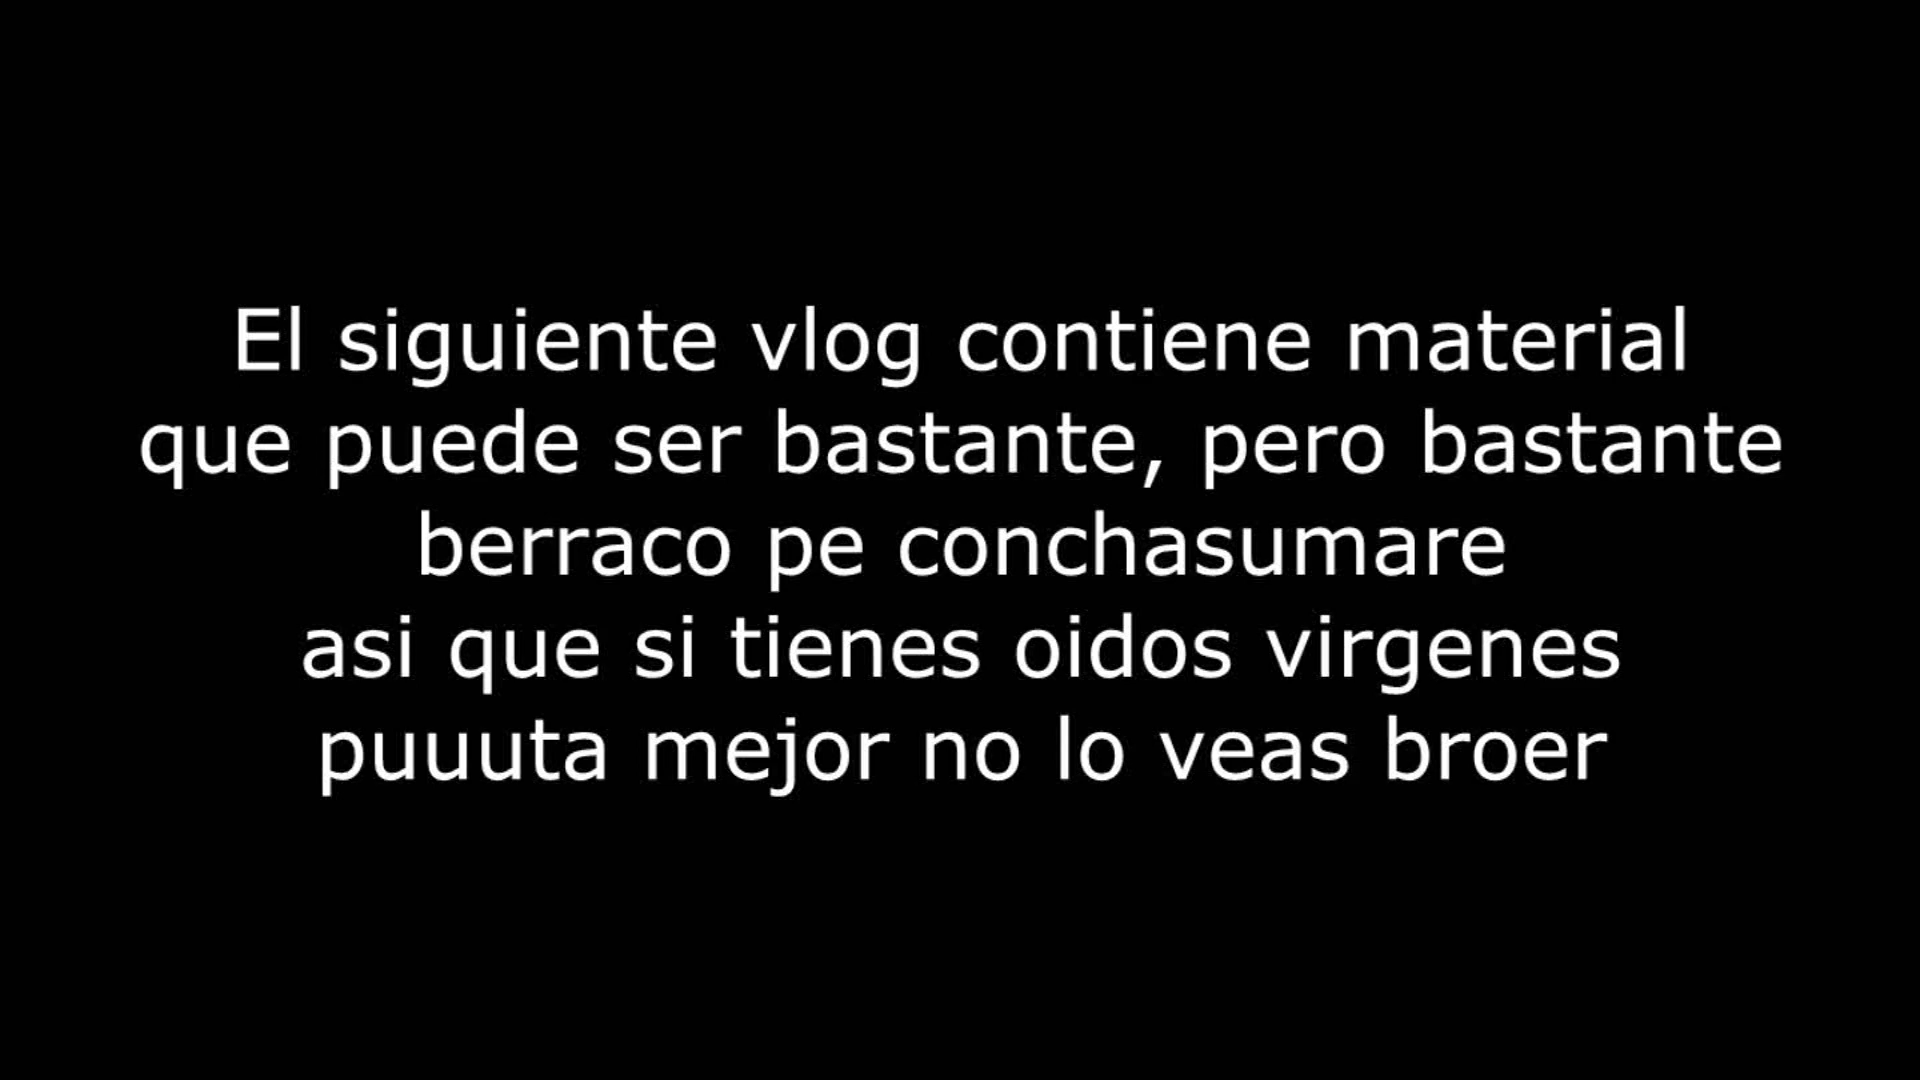 El siguiente vlog contiene material
que puede ser bastante, pero bastante
berraco pe conchasumare
asi que si tienes oidos virgenes
puuuta mejor no lo veas broer